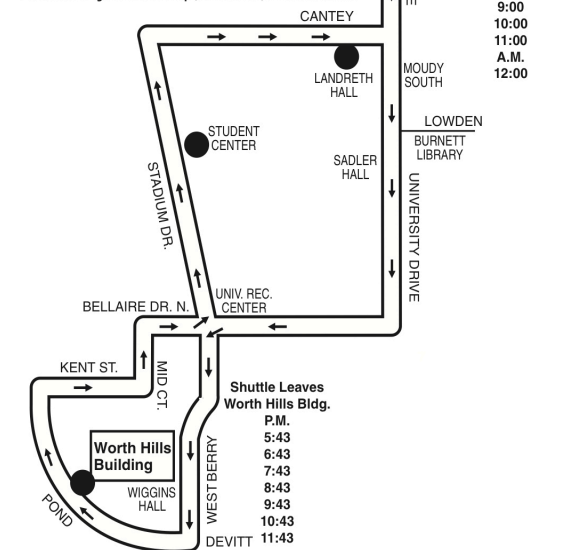 CANTEY
9:00
10:00
11:00
A.M.
12:00
LANDRETH
HALL
MOUDY
SOUTH
LOWDEN
BURNETT
LIBRARY
STUDENT
CENTER
SADLER
HALL
STADIUM DR.
UNIVERSITY DRIVE
UNIV. REC.
CENTER
BELLAIRE DR. N.
KENT ST.
MID CT.
Shuttle Leaves
Worth Hills Bldg.
P.M.
5:43
6:43
7:43
8:43
9:43
10:43
11:43
Worth Hills
Building
WIGGINS
HALL
WEST BERRY
POND
DEVITT